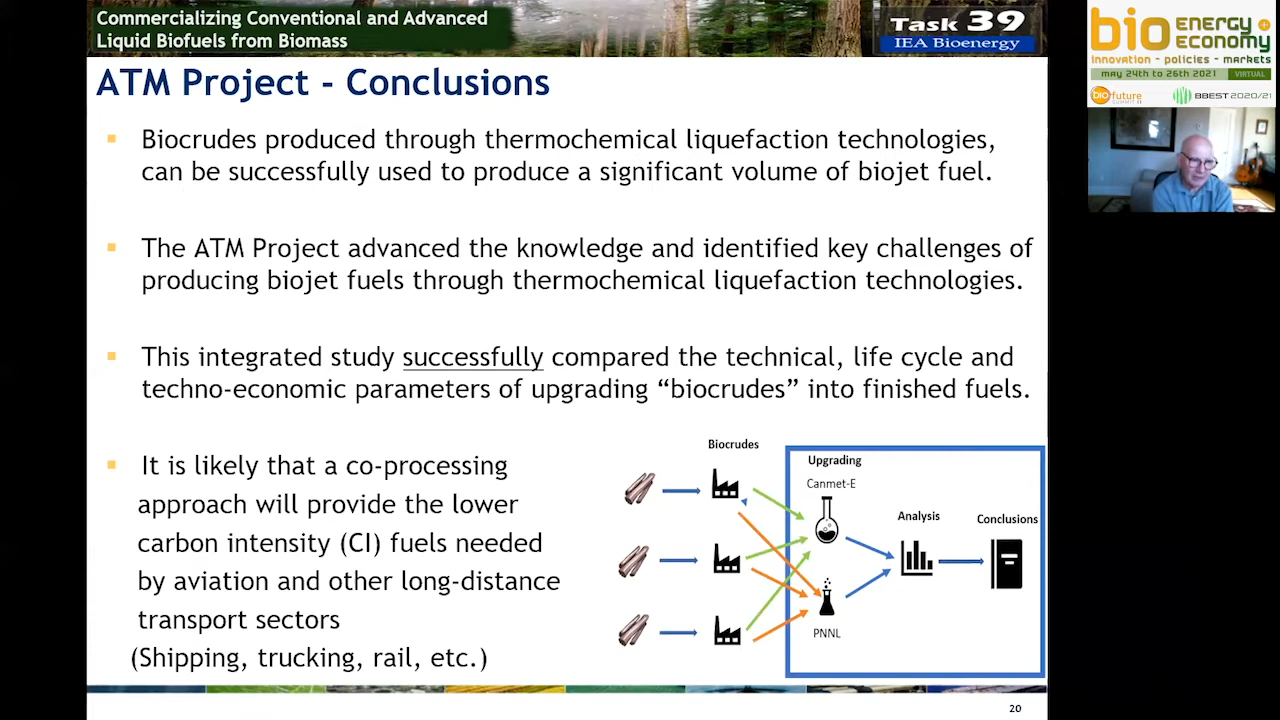 Commercializing Conventional and Advanced
Liquid Biofuels from Biomass
Task 39
IEA Bioenergy
ATM Project - Conclusions
Biocrudes produced through thermochemical liquefaction technologies,
can be successfully used to produce a significant volume of biojet fuel.
The ATM Project advanced the knowledge and identified key challenges of
producing biojet fuels through thermochemical liquefaction technologies.
This integrated study successfully compared the technical, life cycle and
techno-economic parameters of upgrading “biocrudes” into finished fuels.
It is likely that a co-processing
approach will provide the lower
carbon intensity (CI) fuels needed
by aviation and other long-distance
transport sectors
(Shipping, trucking, rail, etc.)
Biocrudes
Upgrading
Canmet-E
PNNL
Analysis
Conclusions
20
bio ENERGY+
ECONOMY
innovation - policies - markets
may 24th to 26th 2021 VIRTUAL
bio future
SUMMIT II
BBEST 2020/21